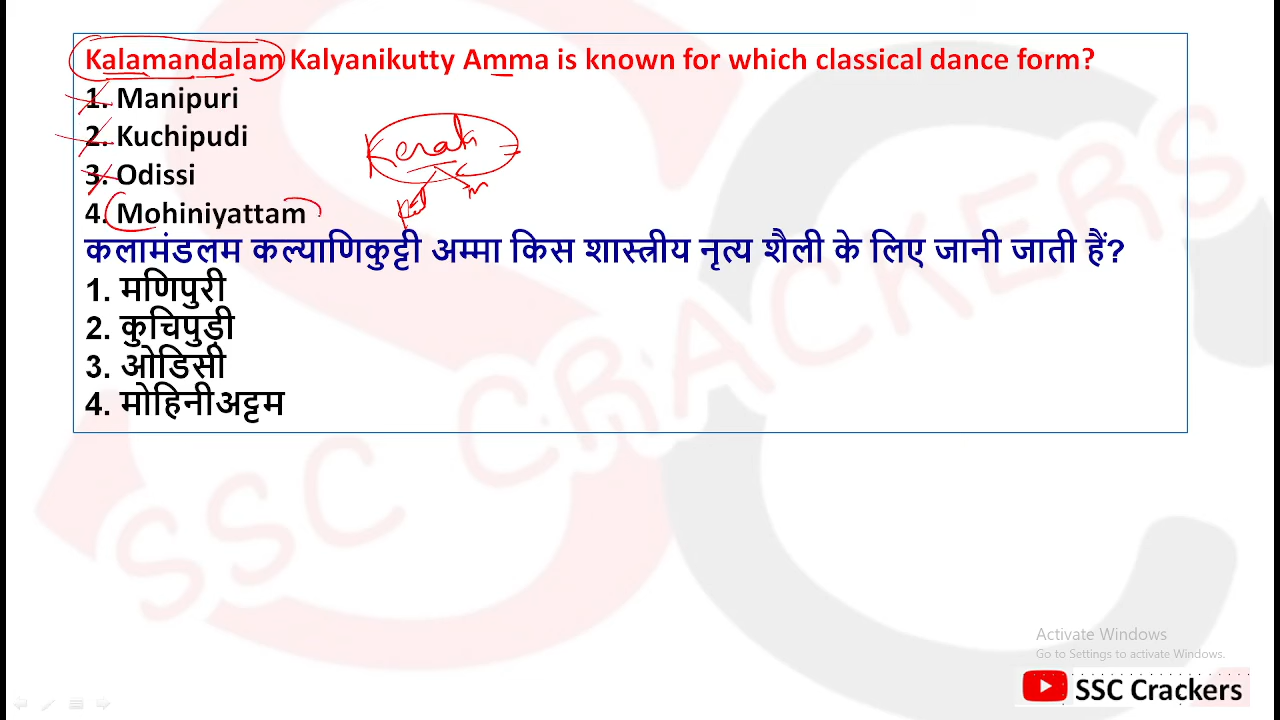 Kalamandalam Kalyanikutty Amma is known for which classical dance form?
1. Manipuri
2. Kuchipudi
3. Odissi
4. Mohiniyattam
कलामंडलम कल्याणिकुट्टी अम्मा किस शास्त्रीय नृत्य शैली के लिए जानी जाती हैं?
1. मणिपुरी
2. कुचिपुड़ी
3. ओडिसी
4. मोहिनीअट्टम
SSC CRACKERS
Activate Windows
Go to Settings to activate Windows.
SSC Crackers